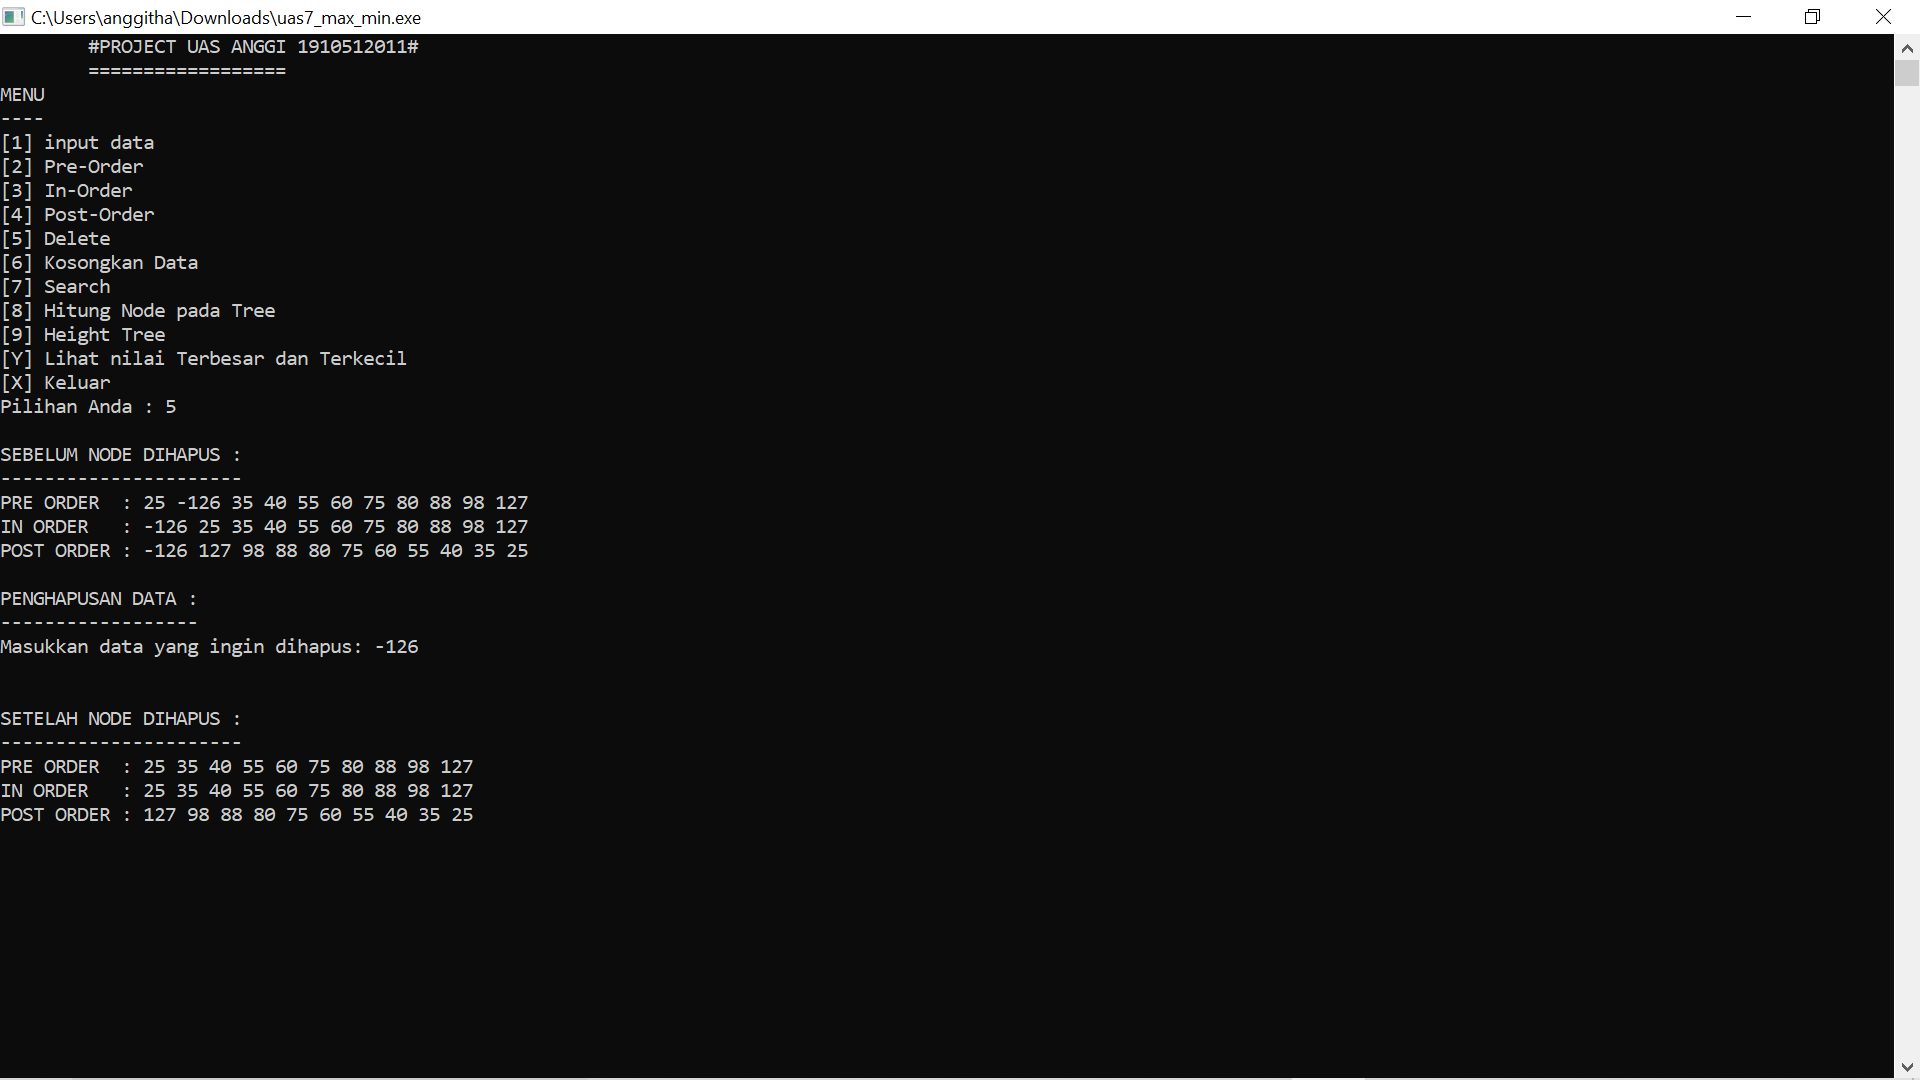 C:\Users\anggitha\Downloads\uas7_max_min.exe
#PROJECT UAS ANGGI 1910512011#
==================
MENU
----
[1] input data
[2] Pre-Order
[3] In-Order
[4] Post-Order
[5] Delete
[6] Kosongkan Data
[7] Search
[8] Hitung Node pada Tree
[9] Height Tree
[Y] Lihat nilai Terbesar dan Terkecil
[X] Keluar
Pilihan Anda : 5
SEBELUM NODE DIHAPUS :
----------------------
PRE ORDER  : 25 -126 35 40 55 60 75 80 88 98 127
IN ORDER   : -126 25 35 40 55 60 75 80 88 98 127
POST ORDER : -126 127 98 88 80 75 60 55 40 35 25
PENGHAPUSAN DATA :
------------------
Masukkan data yang ingin dihapus: -126
SETELAH NODE DIHAPUS :
----------------------
PRE ORDER  : 25 35 40 55 60 75 80 88 98 127
IN ORDER   : 25 35 40 55 60 75 80 88 98 127
POST ORDER : 127 98 88 80 75 60 55 40 35 25